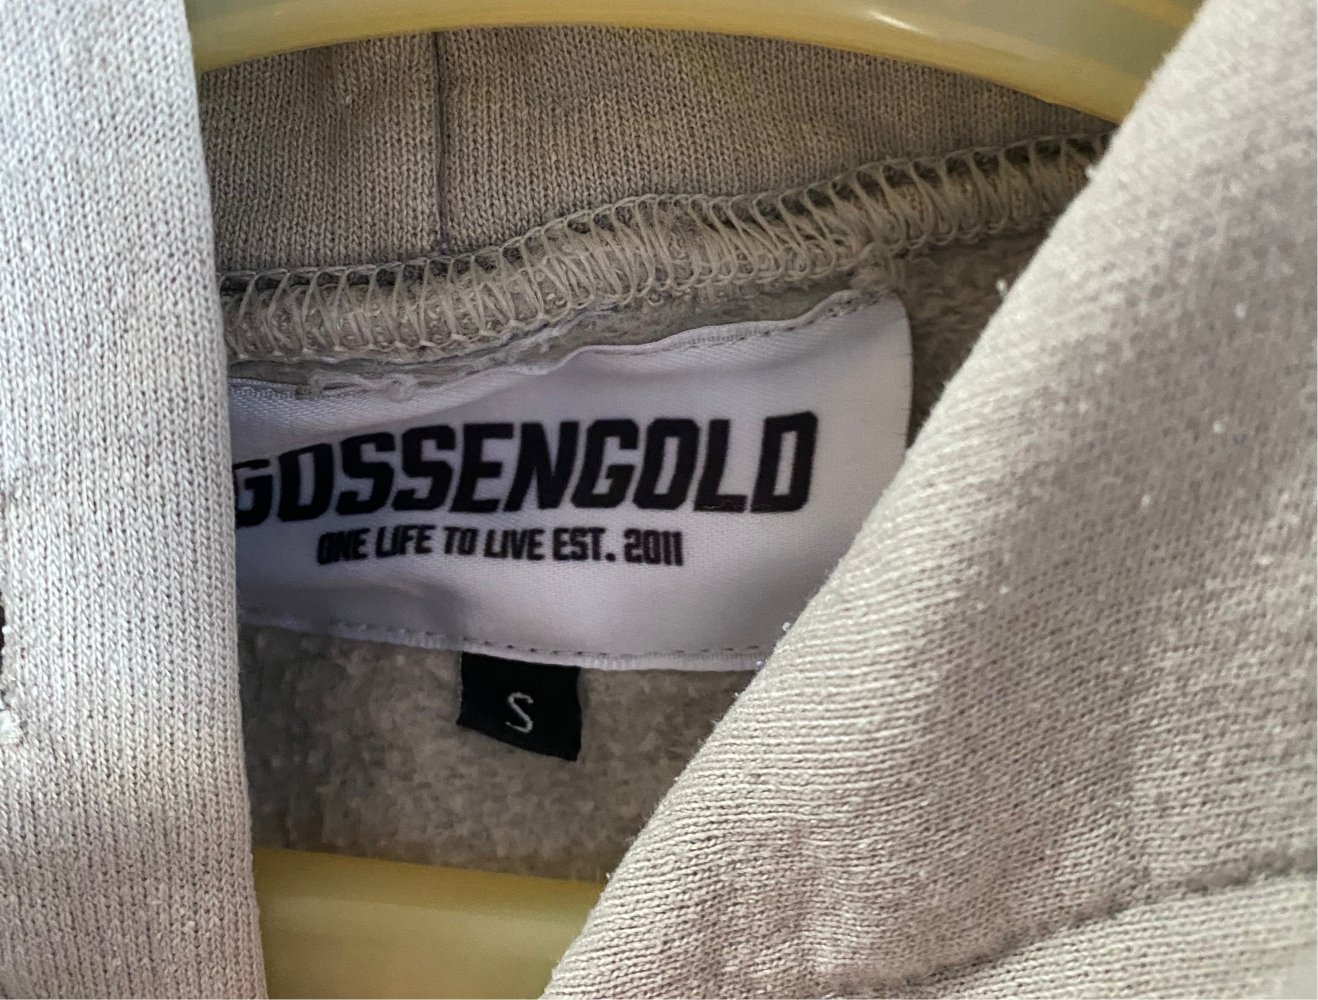 GOSSENGOLD
ONE LIFE TO LIVE EST. 2011
S